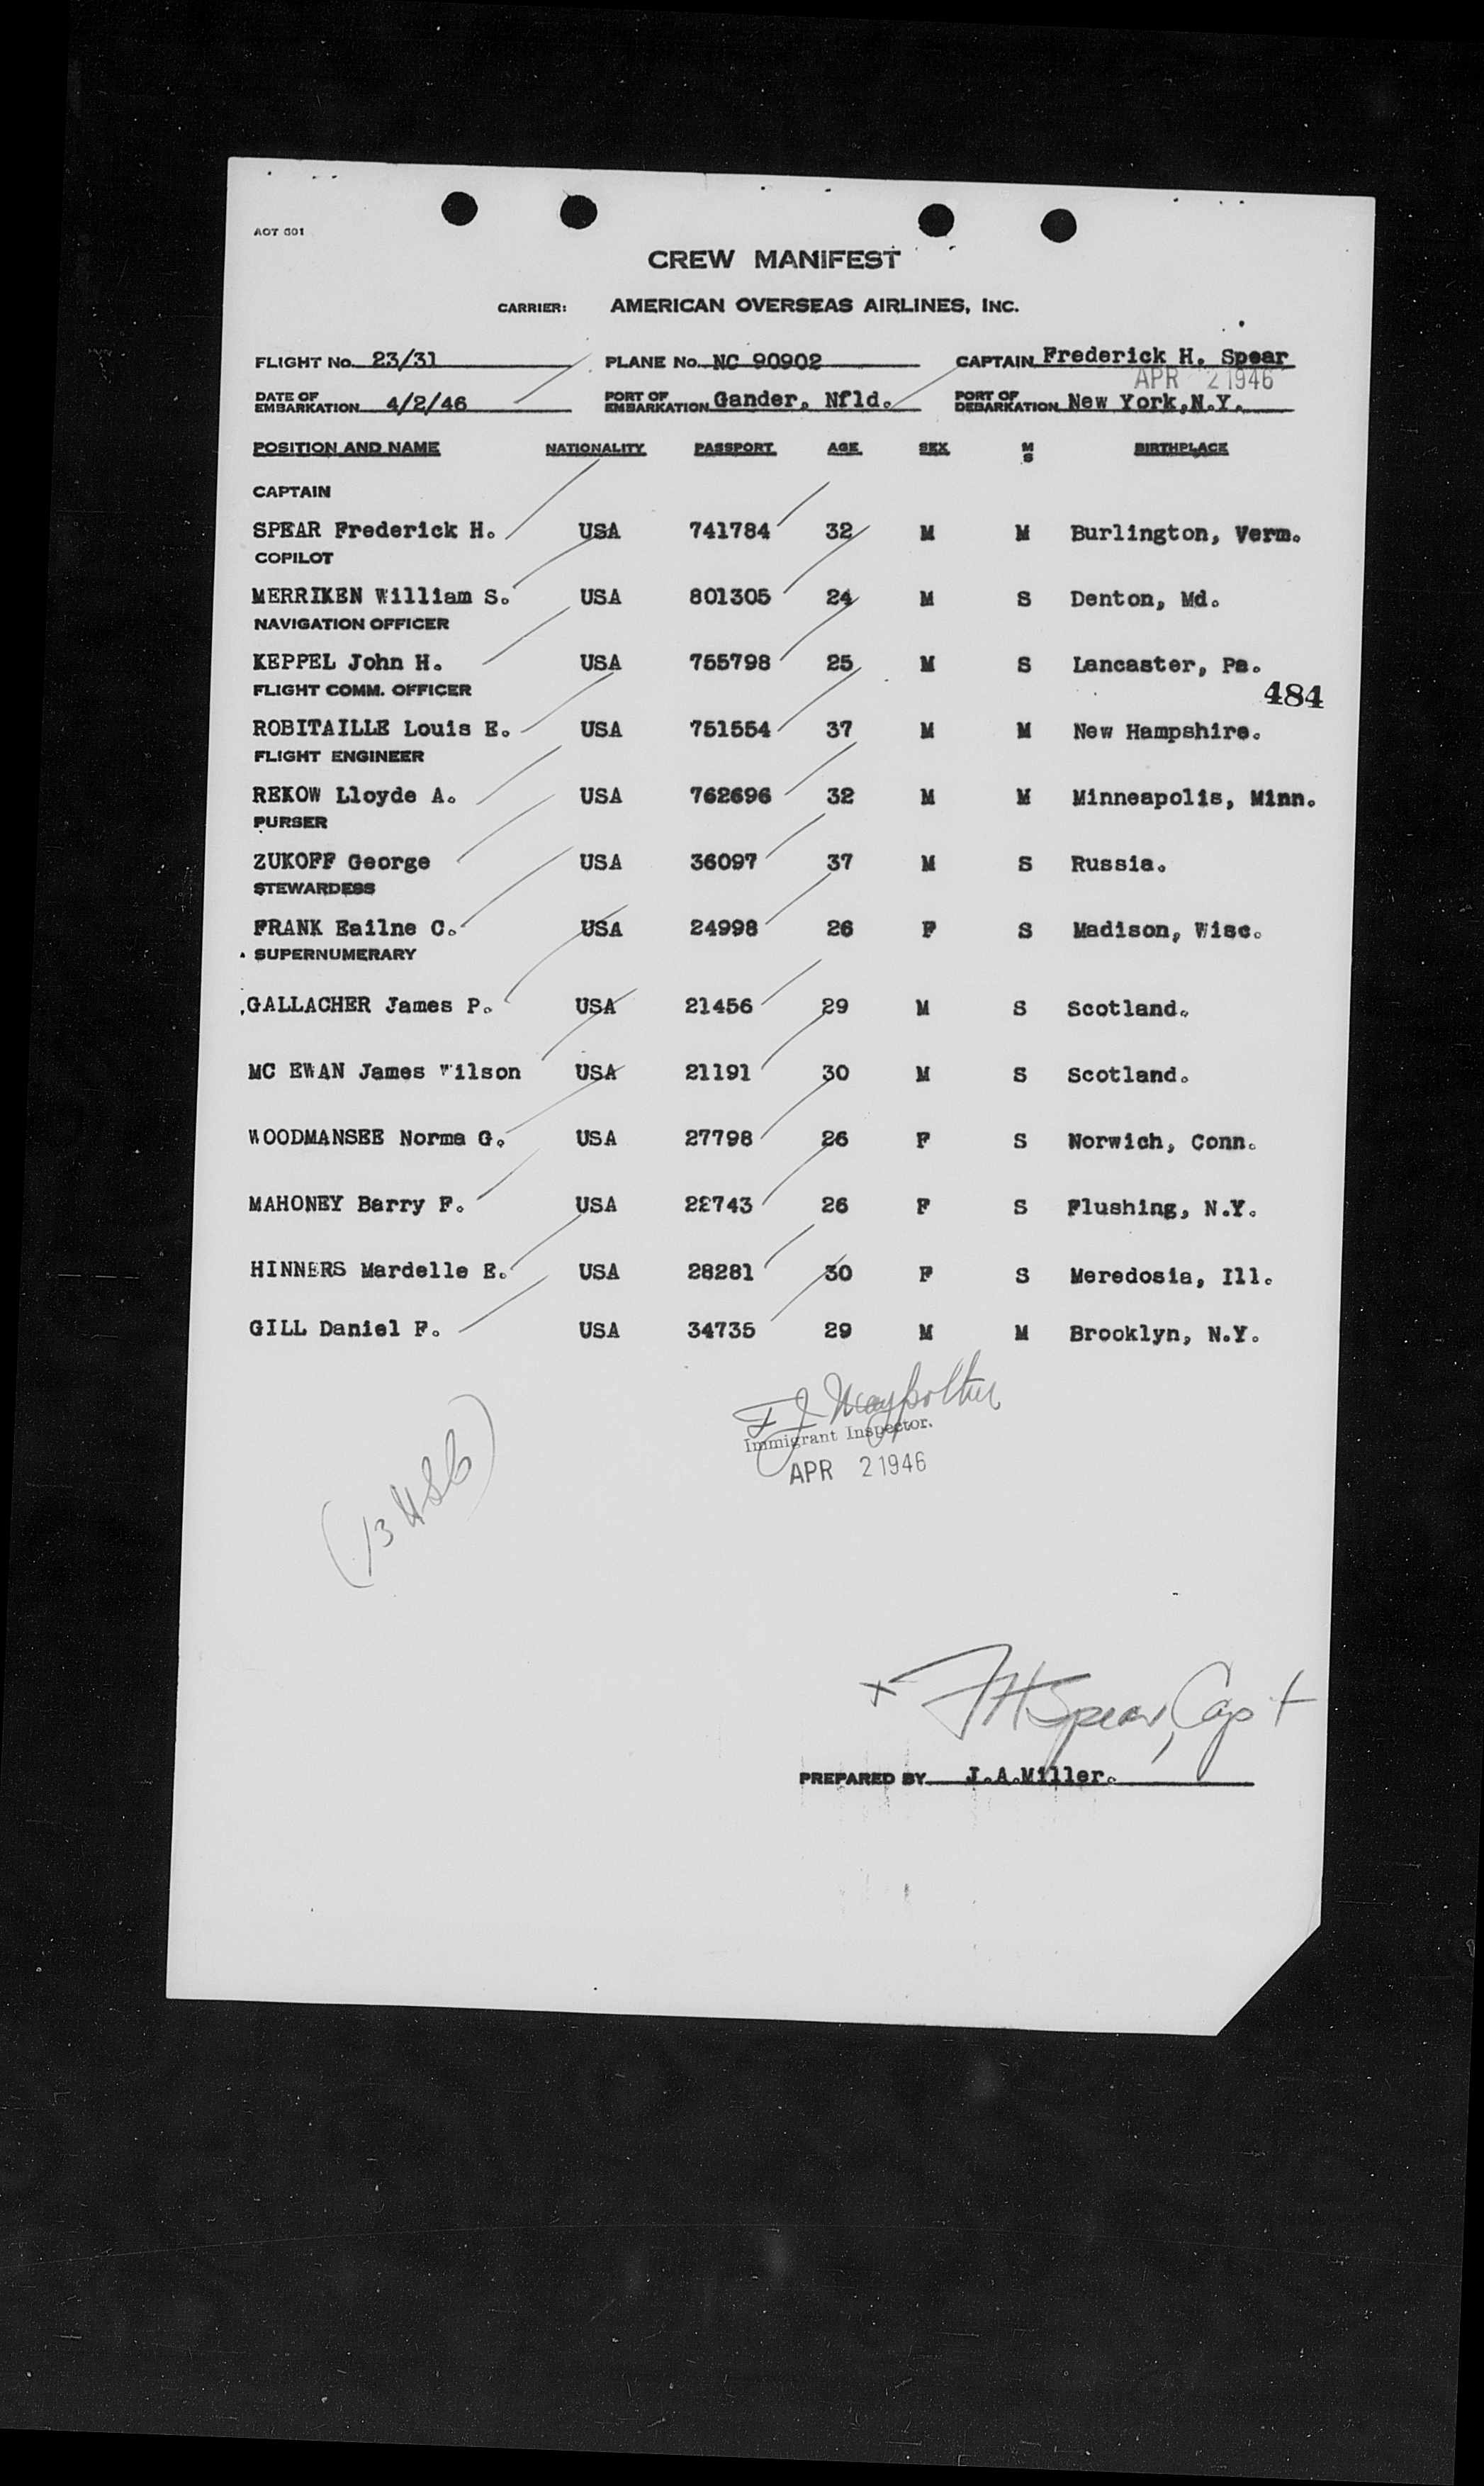 AOT 601
CREW MANIFEST
CARRIER: AMERICAN OVERSEAS AIRLINES, INC.
FLIGHT No. 23/31 PLANE No. NC 90902 CAPTAIN Frederick H. Spear
APR 2 1946
DATE OF EMBARKATION 4/2/46 PORT OF EMBARKATION Gander, Nfld. PORT OF DEBARKATION New York,N.Y.
POSITION AND NAME NATIONALITY PASSPORT AGE SEX M S BIRTHPLACE
CAPTAIN
SPEAR Frederick H. USA 741784 32 M M Burlington, Verm.
COPILOT
MERRIKEN William S. USA 801305 24 M S Denton, Md.
NAVIGATION OFFICER
KEPPEL John H. USA 755798 25 M S Lancaster, Pa.
484
FLIGHT COMM. OFFICER
ROBITAILLE Louis E. USA 751554 37 M M New Hampshire.
FLIGHT ENGINEER
REKOW Lloyde A. USA 762696 32 M M Minneapolis, Minn.
PURSER
ZUKOFF George USA 36097 37 M S Russia.
STEWARDESS
FRANK Eailne C. USA 24998 26 F S Madison, Wisc.
SUPERNUMERARY
GALLACHER James P. USA 21456 29 M S Scotland.
MC EWAN James Wilson USA 21191 30 M S Scotland.
WOODMANSEE Norma G. USA 27798 26 F S Norwich, Conn.
MAHONEY Barry F. USA 22743 26 F S Flushing, N.Y.
HINNERS Mardelle E. USA 28281 30 F S Meredosia, Ill.
GILL Daniel F. USA 34735 29 M M Brooklyn, N.Y.
Immigrant Inspector.
APR 2 1946
x FHSpear, Capt
PREPARED BY J.A.Miller.